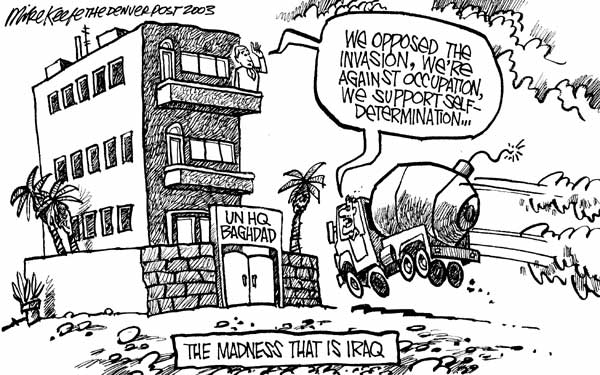 Mike Keefe THE DENVER POST 2003
WE OPPOSED THE
INVASION, WE'RE
AGAINST OCCUPATION,
WE SUPPORT SELF-
DETERMINATION...
UN HQ
BAGHDAD
THE MADNESS THAT IS IRAQ